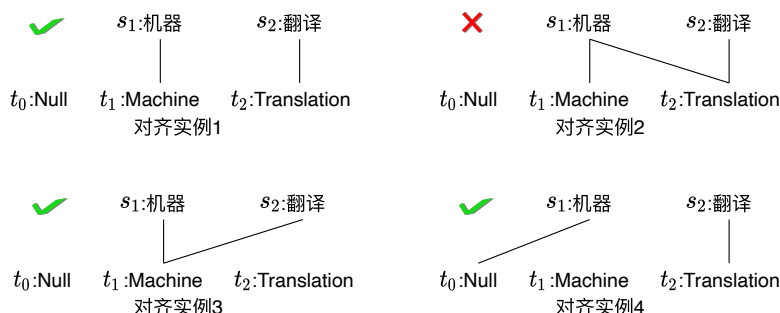 s₁:机器 s₂:翻译 s₁:机器 s₂:翻译
t₀:Null t₁:Machine t₂:Translation t₀:Null t₁:Machine t₂:Translation
对齐实例1 对齐实例2
s₁:机器 s₂:翻译 s₁:机器 s₂:翻译
t₀:Null t₁:Machine t₂:Translation t₀:Null t₁:Machine t₂:Translation
对齐实例3 对齐实例4